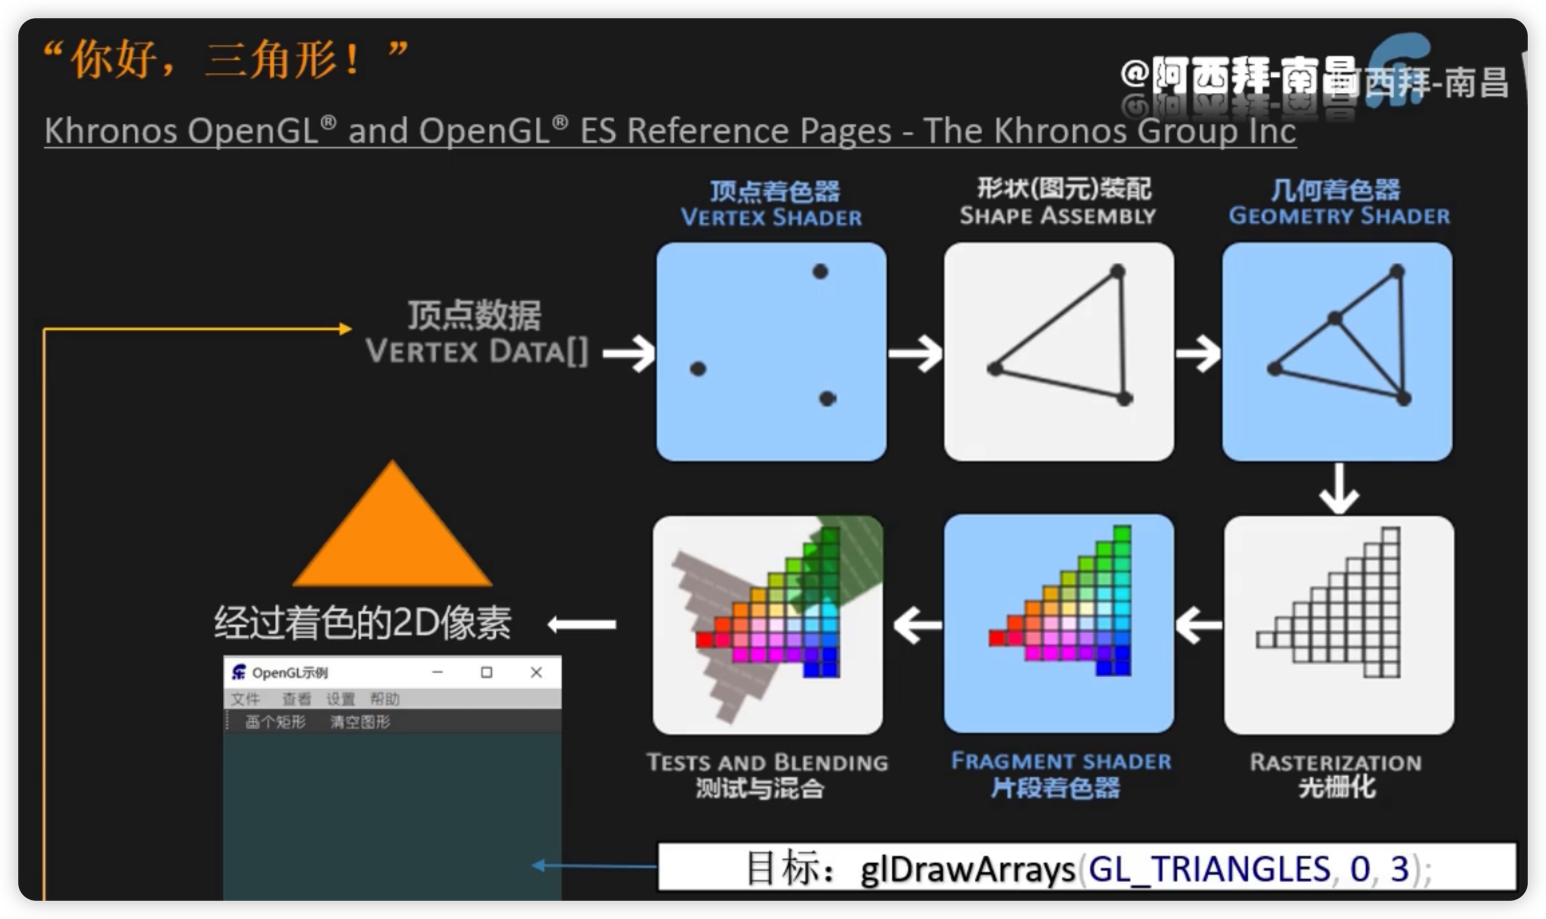 “你好，三角形！”
@阿西拜-南昌
阿西拜-南昌
Khronos OpenGL® and OpenGL® ES Reference Pages - The Khronos Group Inc
顶点着色器
VERTEX SHADER
形状(图元)装配
SHAPE ASSEMBLY
几何着色器
GEOMETRY SHADER
顶点数据
VERTEX DATA[]
经过着色的2D像素
OpenGL示例
文件 查看 设置 帮助
画个矩形 清空图形
TESTS AND BLENDING
测试与混合
FRAGMENT SHADER
片段着色器
RASTERIZATION
光栅化
目标：glDrawArrays(GL_TRIANGLES, 0, 3);